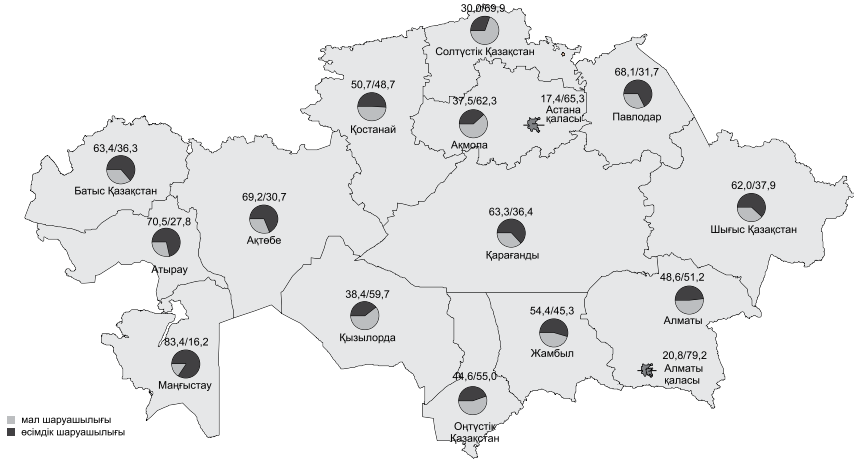 30,0/69,9
Солтүстік Қазақстан
50,7/48,7
Қостанай
37,5/62,3
Ақмола
17,4/65,3
Астана
қаласы
68,1/31,7
Павлодар
63,4/36,3
Батыс Қазақстан
69,2/30,7
Ақтөбе
70,5/27,8
Атырау
63,3/36,4
Қарағанды
62,0/37,9
Шығыс Қазақстан
48,6/51,2
Алматы
38,4/59,7
Қызылорда
54,4/45,3
Жамбыл
83,4/16,2
Маңғыстау
20,8/79,2
Алматы
қаласы
44,6/55,0
Оңтүстік
Қазақстан
мал шаруашылығы
өсімдік шаруашылығы